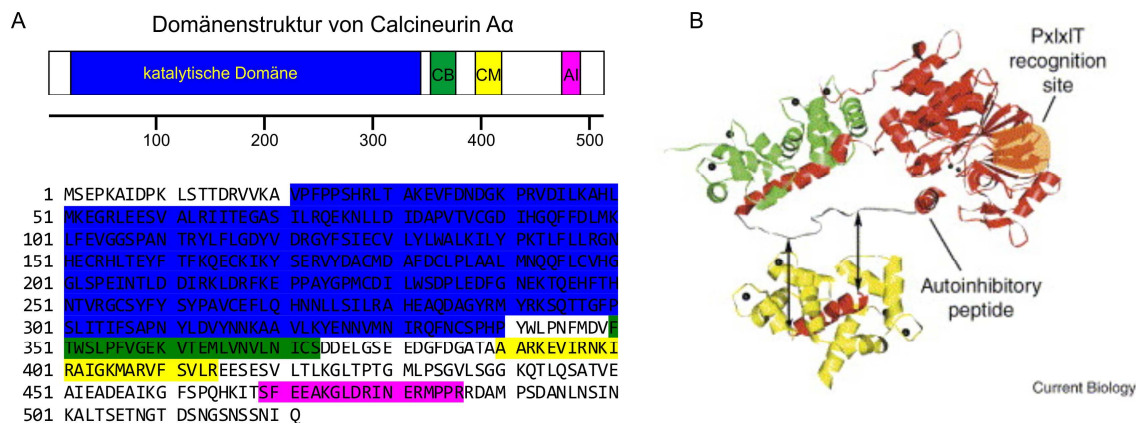 A
Domänenstruktur von Calcineurin Aα
katalytische Domäne
CB
CM
AI
100
200
300
400
500
1 MSEPKAIDPK LSTTDRVVKA VPFPPSHRLT AKEVFDNDGK PRVDILKAHL
51 MKEGRLEESV ALRIITEGAS ILRQEKNLLD IDAPVTVCGD IHGQFFDLMK
101 LFEVGGSPAN TRYLFLGDYV DRGYFSIECV LYLWALKILY PKTLFLLRGN
151 HECRHLTEYF TFKQECKIKY SERVYDACMD AFDCLPLAAL MNQQFLCVHG
201 GLSPEINTLD DIRKLDRFKE PPAYGPMCDI LWSDPLEDFG NEKTQEHFTH
251 NTVRGCSYFY SYPAVCEFLQ HNNLLSILRA HEAQDAGYRM YRKSQTTGFP
301 SLITIFSAPN YLDVYNNKAA VLKYENNVMN IRQFNCSPHP YWLPNFMDVF
351 TWSLPFVGEK VTEMLVNVLN ICSDDELGSE EDGFDGATAA ARKEVIRNKI
401 RAIGKMARVF SVLREESESV LTLKGLTPTG MLPSGVLSGG KQTLQSATVE
451 AIEADEAIKG FSPQHKITSF EEAKGLDRIN ERMPPRRDAM PSDANLNSIN
501 KALTSETNGT DSNGSNSSNI Q
B
PxIxIT
recognition
site
Autoinhibitory
peptide
Current Biology